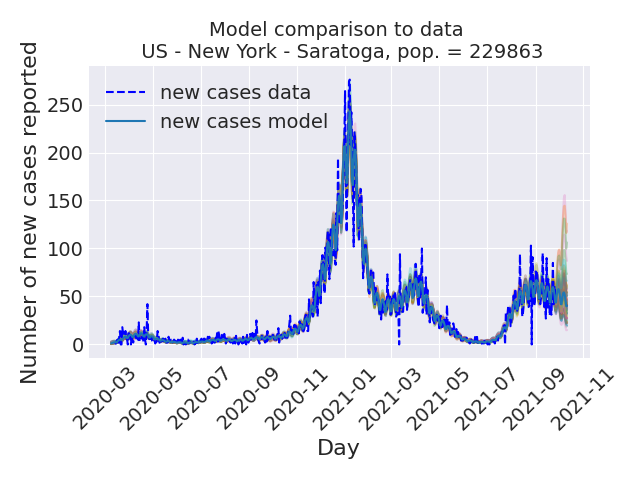 Model comparison to data
US - New York - Saratoga, pop. = 229863
Number of new cases reported
new cases data
new cases model
250
200
150
100
50
0
2020-03
2020-05
2020-07
2020-09
2020-11
2021-01
2021-03
2021-05
2021-07
2021-09
2021-11
Day